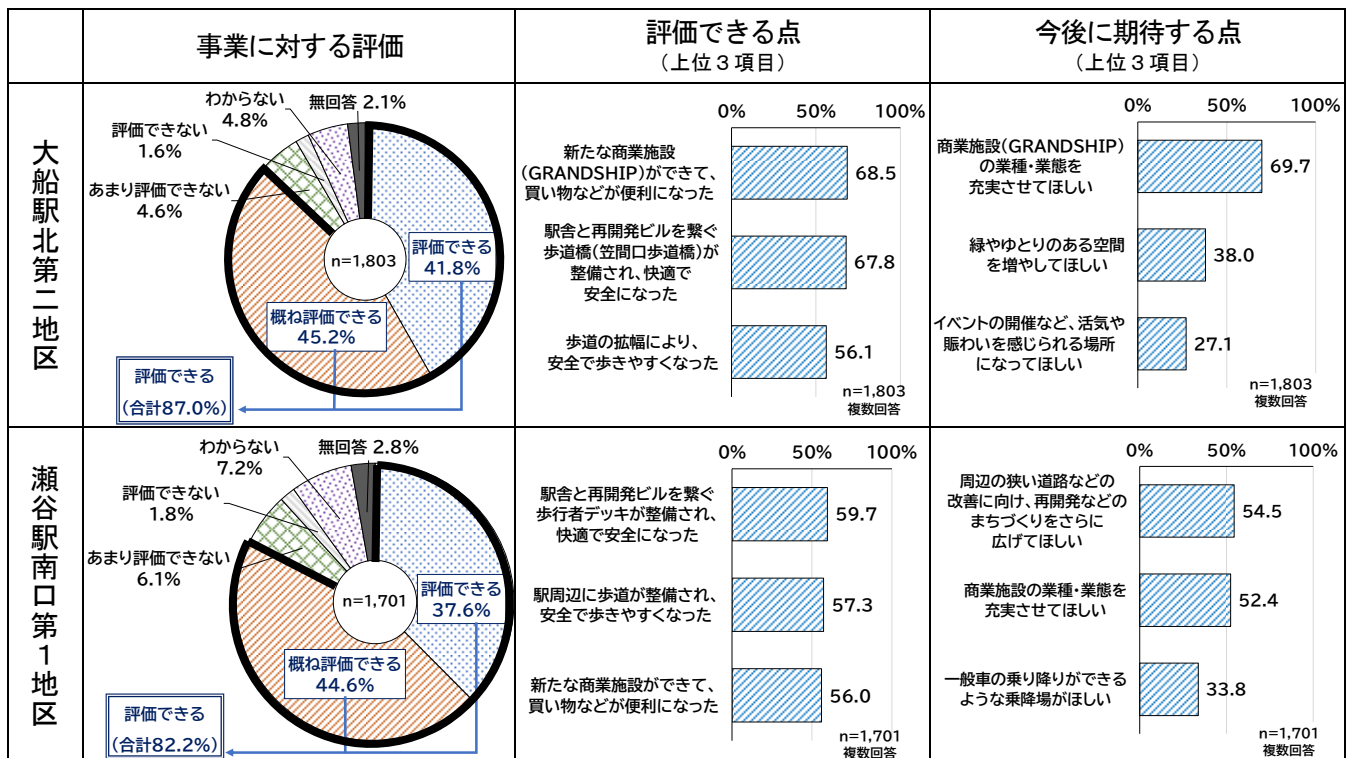 事業に対する評価
評価できる点
（上位３項目）
今後に期待する点
（上位３項目）
大船駅北第二地区
わからない
4.8%
無回答 2.1%
評価できない
1.6%
あまり評価できない
4.6%
n=1,803
評価できる
41.8%
概ね評価できる
45.2%
評価できる
（合計87.0%）
0%
50%
100%
新たな商業施設
（GRANDSHIP）ができて、
買い物などが便利になった
68.5
駅舎と再開発ビルを繋ぐ
歩道橋（笠間口歩道橋）が
整備され、快適で
安全になった
67.8
歩道の拡幅により、
安全で歩きやすくなった
56.1
n=1,803
複数回答
0%
50%
100%
商業施設（GRANDSHIP）
の業種・業態を
充実させてほしい
69.7
緑やゆとりのある空間
を増やしてほしい
38.0
イベントの開催など、活気や
賑わいを感じられる場所
になってほしい
27.1
n=1,803
複数回答
瀬谷駅南口第１地区
わからない
7.2%
無回答 2.8%
評価できない
1.8%
あまり評価できない
6.1%
n=1,701
評価できる
37.6%
概ね評価できる
44.6%
評価できる
（合計82.2%）
0%
50%
100%
駅舎と再開発ビルを繋ぐ
歩行者デッキが整備され、
快適で安全になった
59.7
駅周辺に歩道が整備され、
安全で歩きやすくなった
57.3
新たな商業施設ができて、
買い物などが便利になった
56.0
n=1,701
複数回答
0%
50%
100%
周辺の狭い道路などの
改善に向け、再開発などの
まちづくりをさらに
広げてほしい
54.5
商業施設の業種・業態を
充実させてほしい
52.4
一般車の乗り降りができる
ような乗降場がほしい
33.8
n=1,701
複数回答